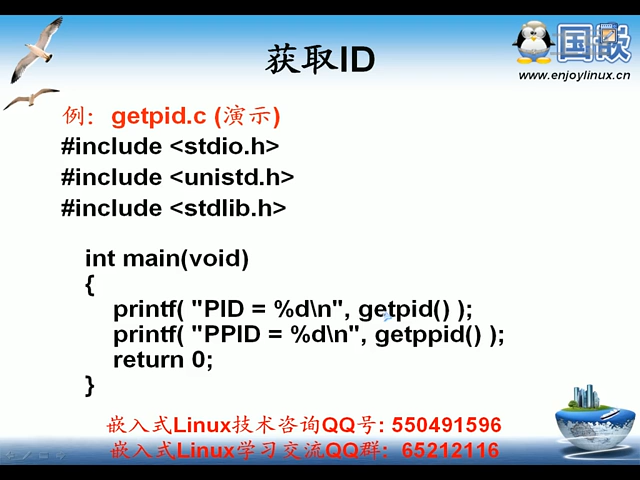 获取ID
国嵌
www.enjoylinux.cn
例：getpid.c (演示)
#include <stdio.h>
#include <unistd.h>
#include <stdlib.h>
int main(void)
{
printf( "PID = %d\n", getpid() );
printf( "PPID = %d\n", getppid() );
return 0;
}
嵌入式Linux技术咨询QQ号: 550491596
嵌入式Linux学习交流QQ群: 65212116